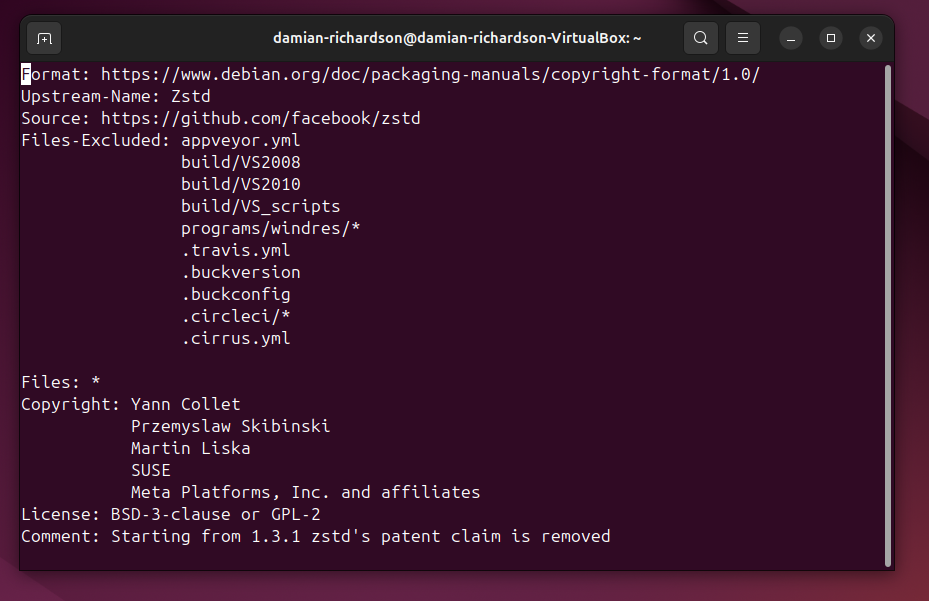 damian-richardson@damian-richardson-VirtualBox: ~
Format: https://www.debian.org/doc/packaging-manuals/copyright-format/1.0/
Upstream-Name: Zstd
Source: https://github.com/facebook/zstd
Files-Excluded: appveyor.yml
                build/VS2008
                build/VS2010
                build/VS_scripts
                programs/windres/*
                .travis.yml
                .buckversion
                .buckconfig
                .circleci/*
                .cirrus.yml

Files: *
Copyright: Yann Collet
           Przemyslaw Skibinski
           Martin Liska
           SUSE
           Meta Platforms, Inc. and affiliates
License: BSD-3-clause or GPL-2
Comment: Starting from 1.3.1 zstd's patent claim is removed